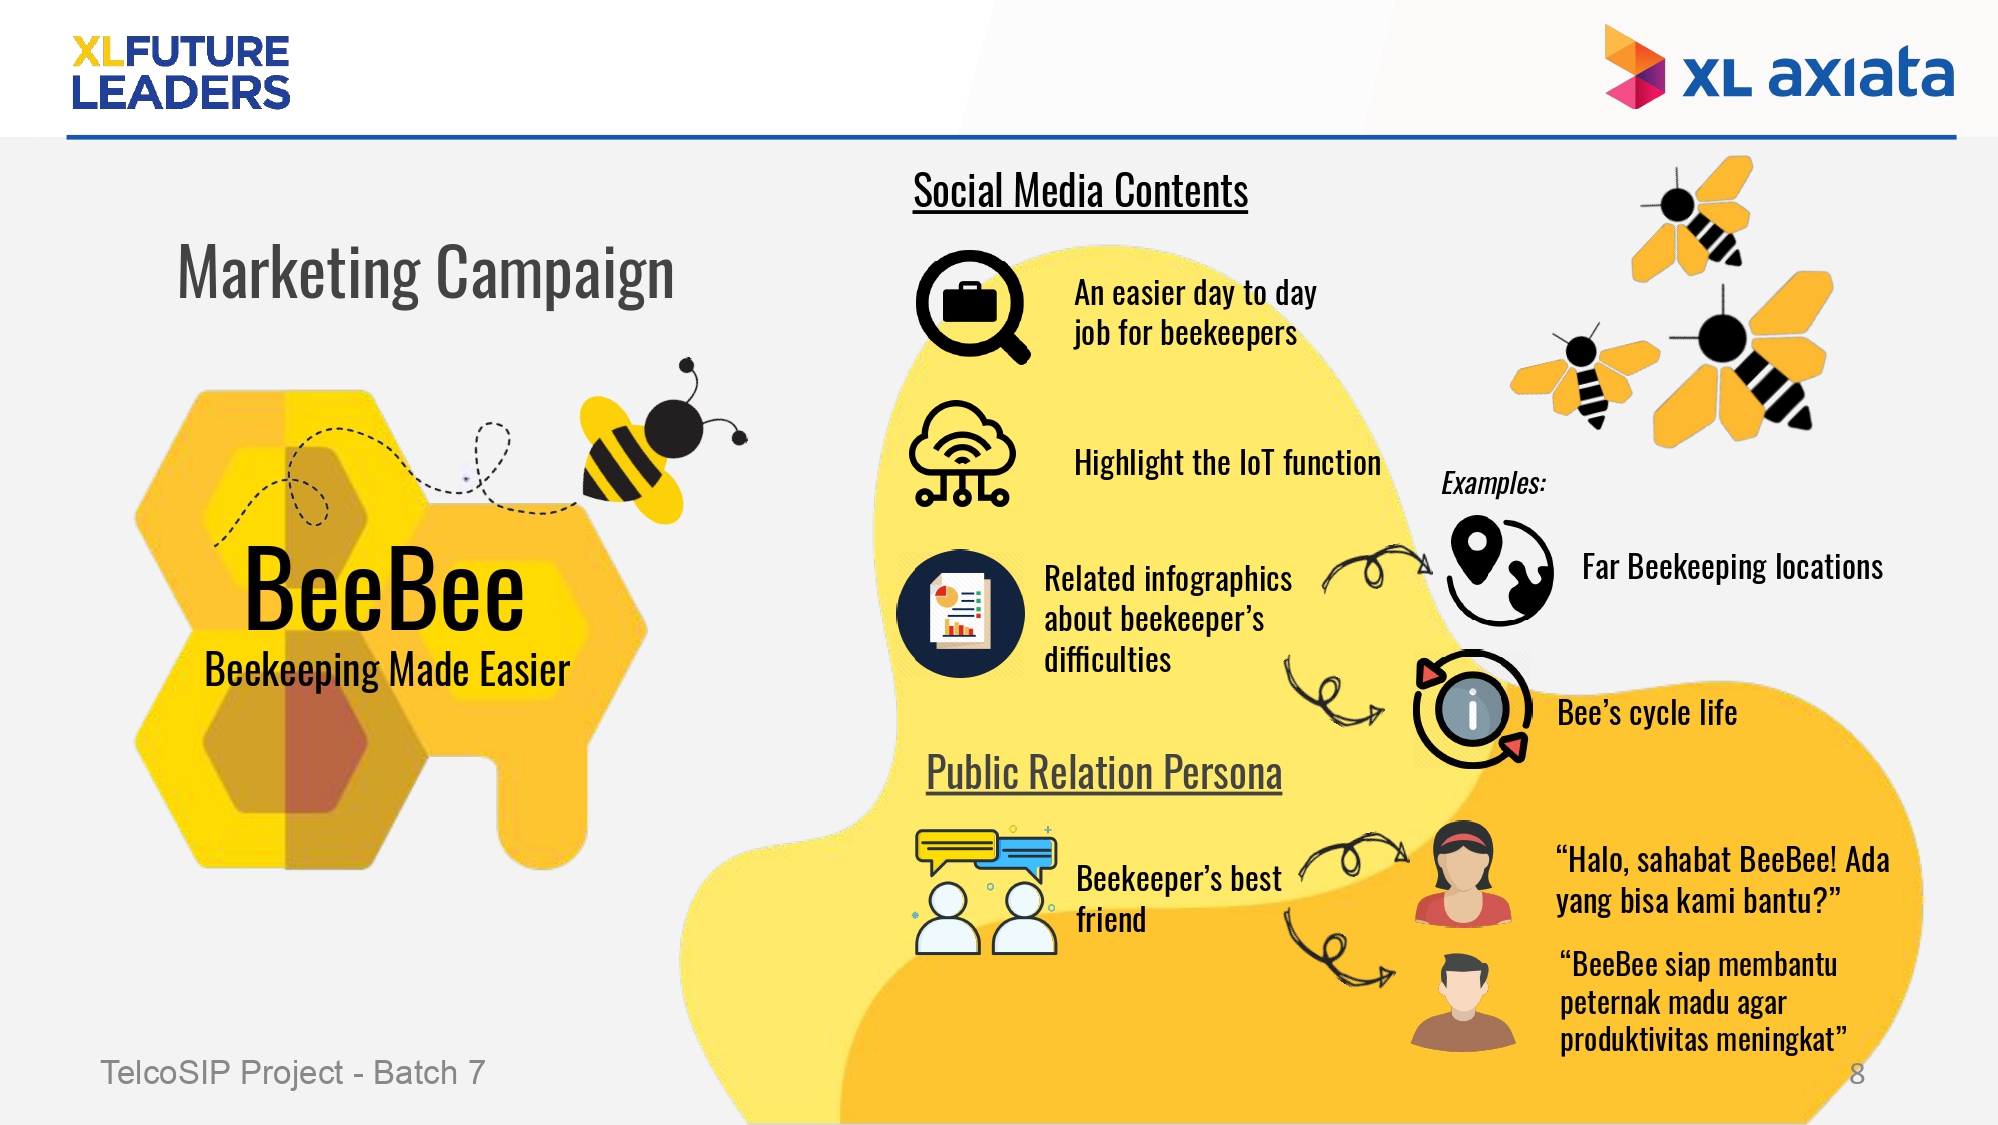 XLFUTURE
LEADERS
XL axiata
Marketing Campaign
BeeBee
Beekeeping Made Easier
Social Media Contents
An easier day to day
job for beekeepers
Highlight the IoT function
Related infographics
about beekeeper’s
difficulties
Examples:
Far Beekeeping locations
i
Bee’s cycle life
Public Relation Persona
Beekeeper’s best
friend
“Halo, sahabat BeeBee! Ada
yang bisa kami bantu?”
“BeeBee siap membantu
peternak madu agar
produktivitas meningkat”
TelcoSIP Project - Batch 7
8